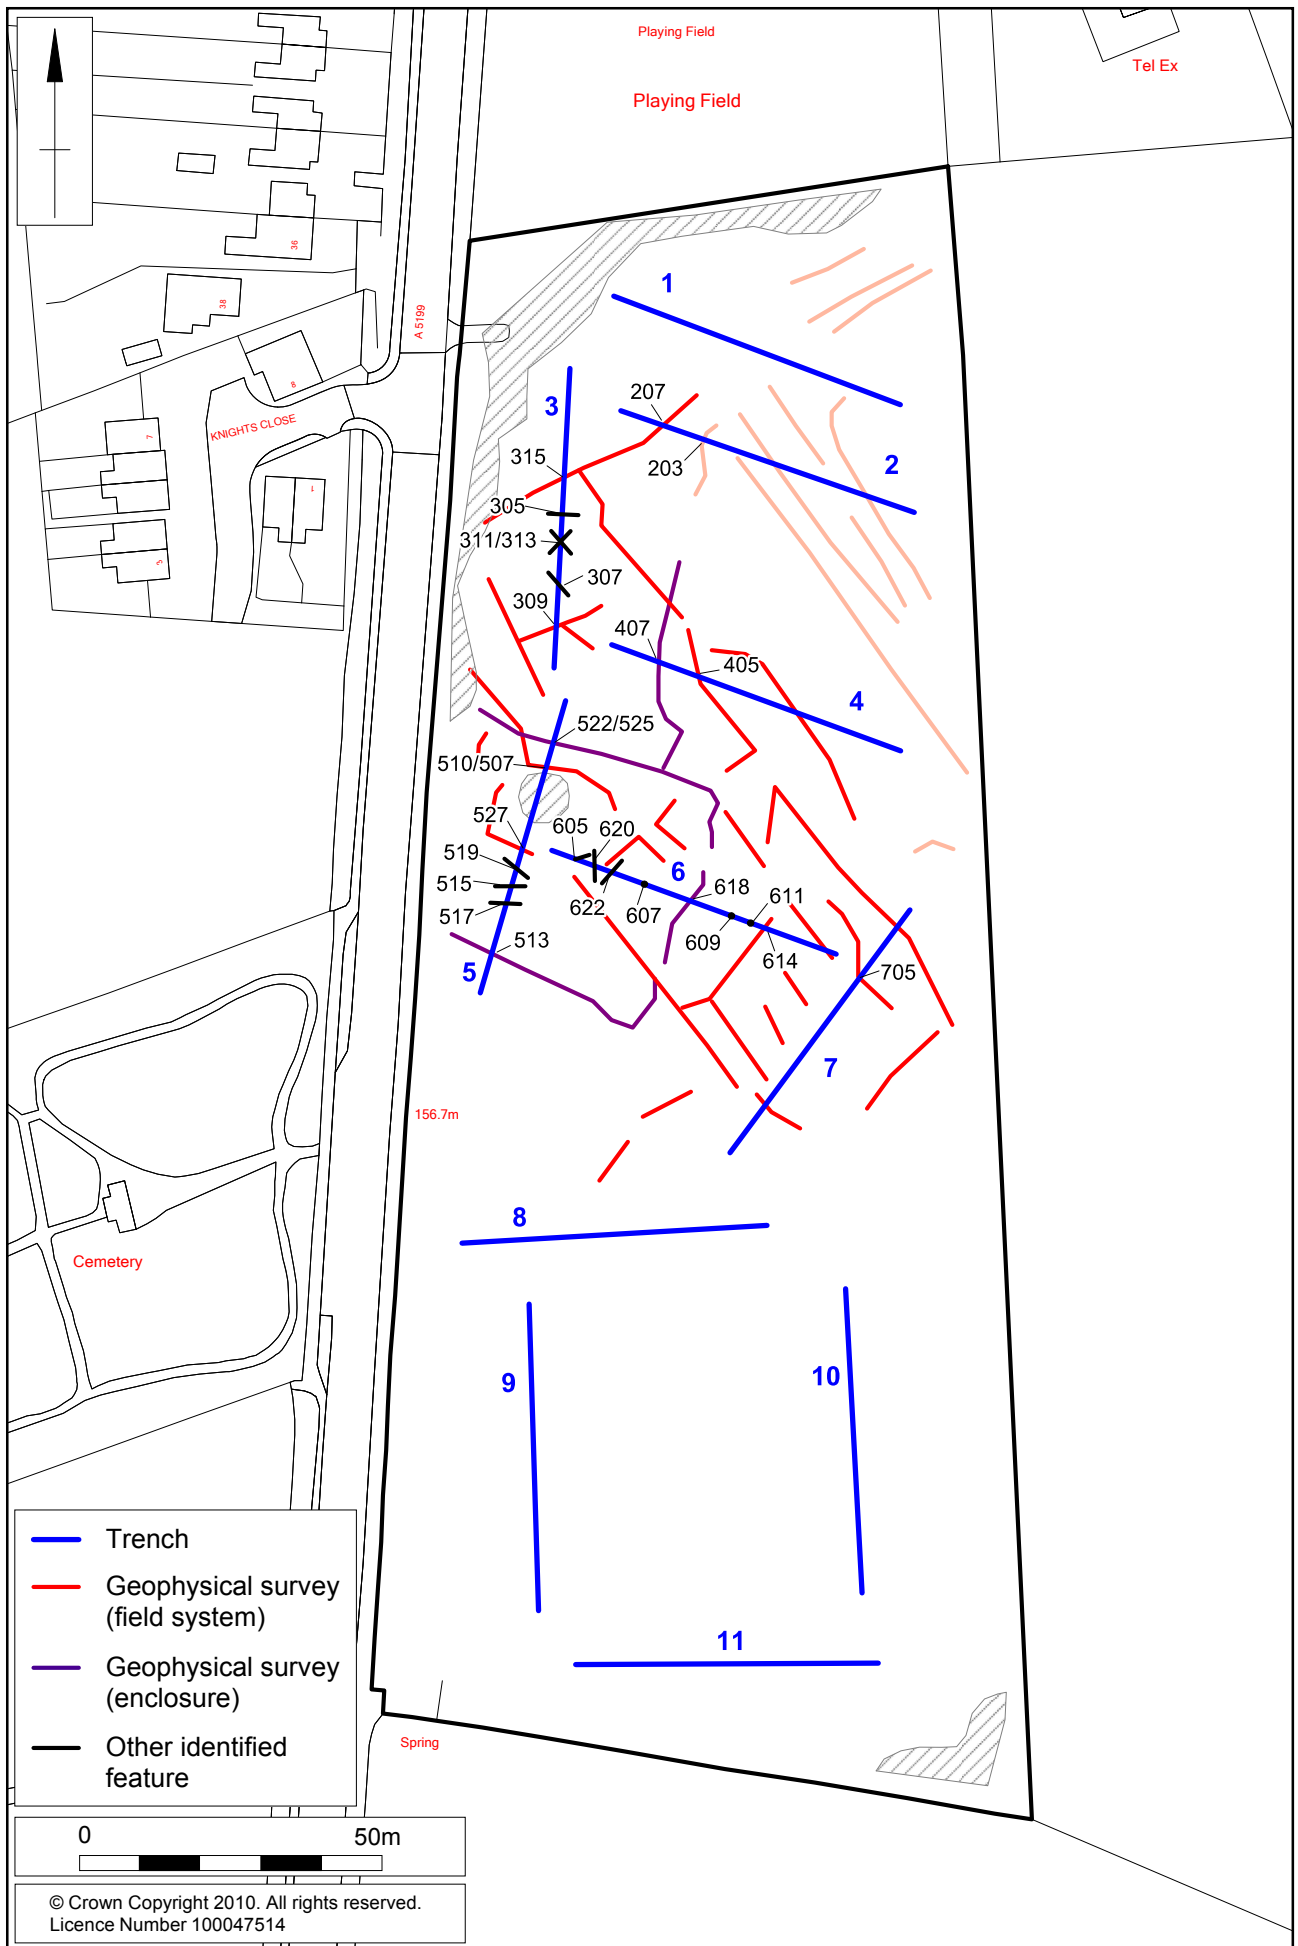 Playing Field
Playing Field
Tel Ex
36
38
A 5199
8
KNIGHTS CLOSE
7
1
3
1
207
3
203
2
315
305
311/313
307
309
407
405
4
522/525
510/507
527
605
620
519
6
515
618
611
517
622
607
609
513
614
5
705
7
156.7m
8
Cemetery
9
10
11
Spring
Trench
Geophysical survey
(field system)
Geophysical survey
(enclosure)
Other identified
feature
0 50m
© Crown Copyright 2010. All rights reserved.
Licence Number 100047514